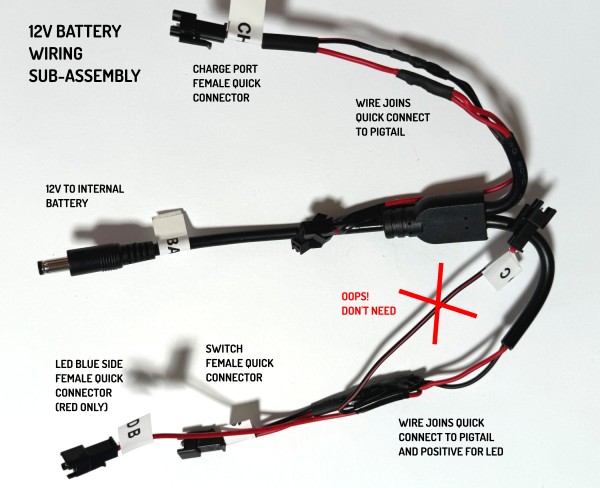 12V BATTERY
WIRING
SUB-ASSEMBLY
CH
CHARGE PORT
FEMALE QUICK
CONNECTOR
WIRE JOINS
QUICK CONNECT
TO PIGTAIL
12V TO INTERNAL
BATTERY
BA
C
OOPS!
DON'T NEED
SWITCH
FEMALE QUICK
CONNECTOR
LED BLUE SIDE
FEMALE QUICK
CONNECTOR
(RED ONLY)
D B
WIRE JOINS QUICK
CONNECT TO PIGTAIL
AND POSITIVE FOR LED